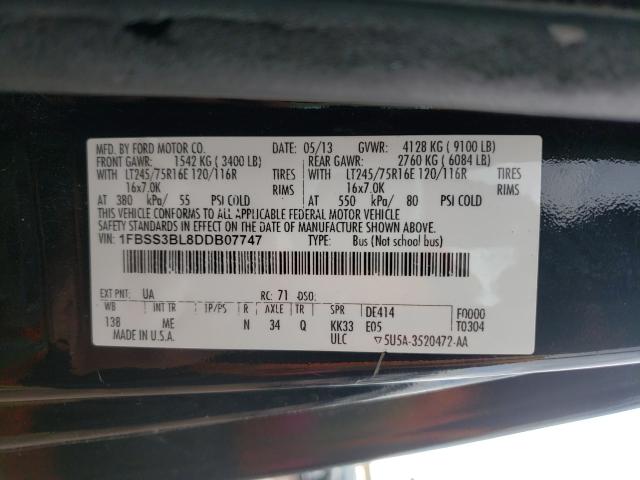 MFD. BY FORD MOTOR CO. DATE: 05/13 GVWR: 4128 KG ( 9100 LB)
FRONT GAWR: 1542 KG ( 3400 LB) REAR GAWR: 2760 KG ( 6084 LB)
WITH LT245/75R16E 120/116R TIRES WITH LT245/75R16E 120/116R TIRES
16x7.0K RIMS 16x7.0K RIMS
AT 380 kPa/ 55 PSI COLD AT 550 kPa/ 80 PSI COLD
THIS VEHICLE CONFORMS TO ALL APPLICABLE FEDERAL MOTOR VEHICLE
SAFETY STANDARDS IN EFFECT ON THE DATE OF MANUFACTURE SHOWN ABOVE.
VIN: 1FBSS3BL8DDB07747 TYPE: Bus (Not school bus)
EXT PNT: UA RC: 71 DSO:
WB INT TR TP/PS R AXLE TR SPR DE414 F0000
138 ME N 34 Q KK33 E05 T0304
MADE IN U.S.A. ULC ▽5U5A-3520472-AA